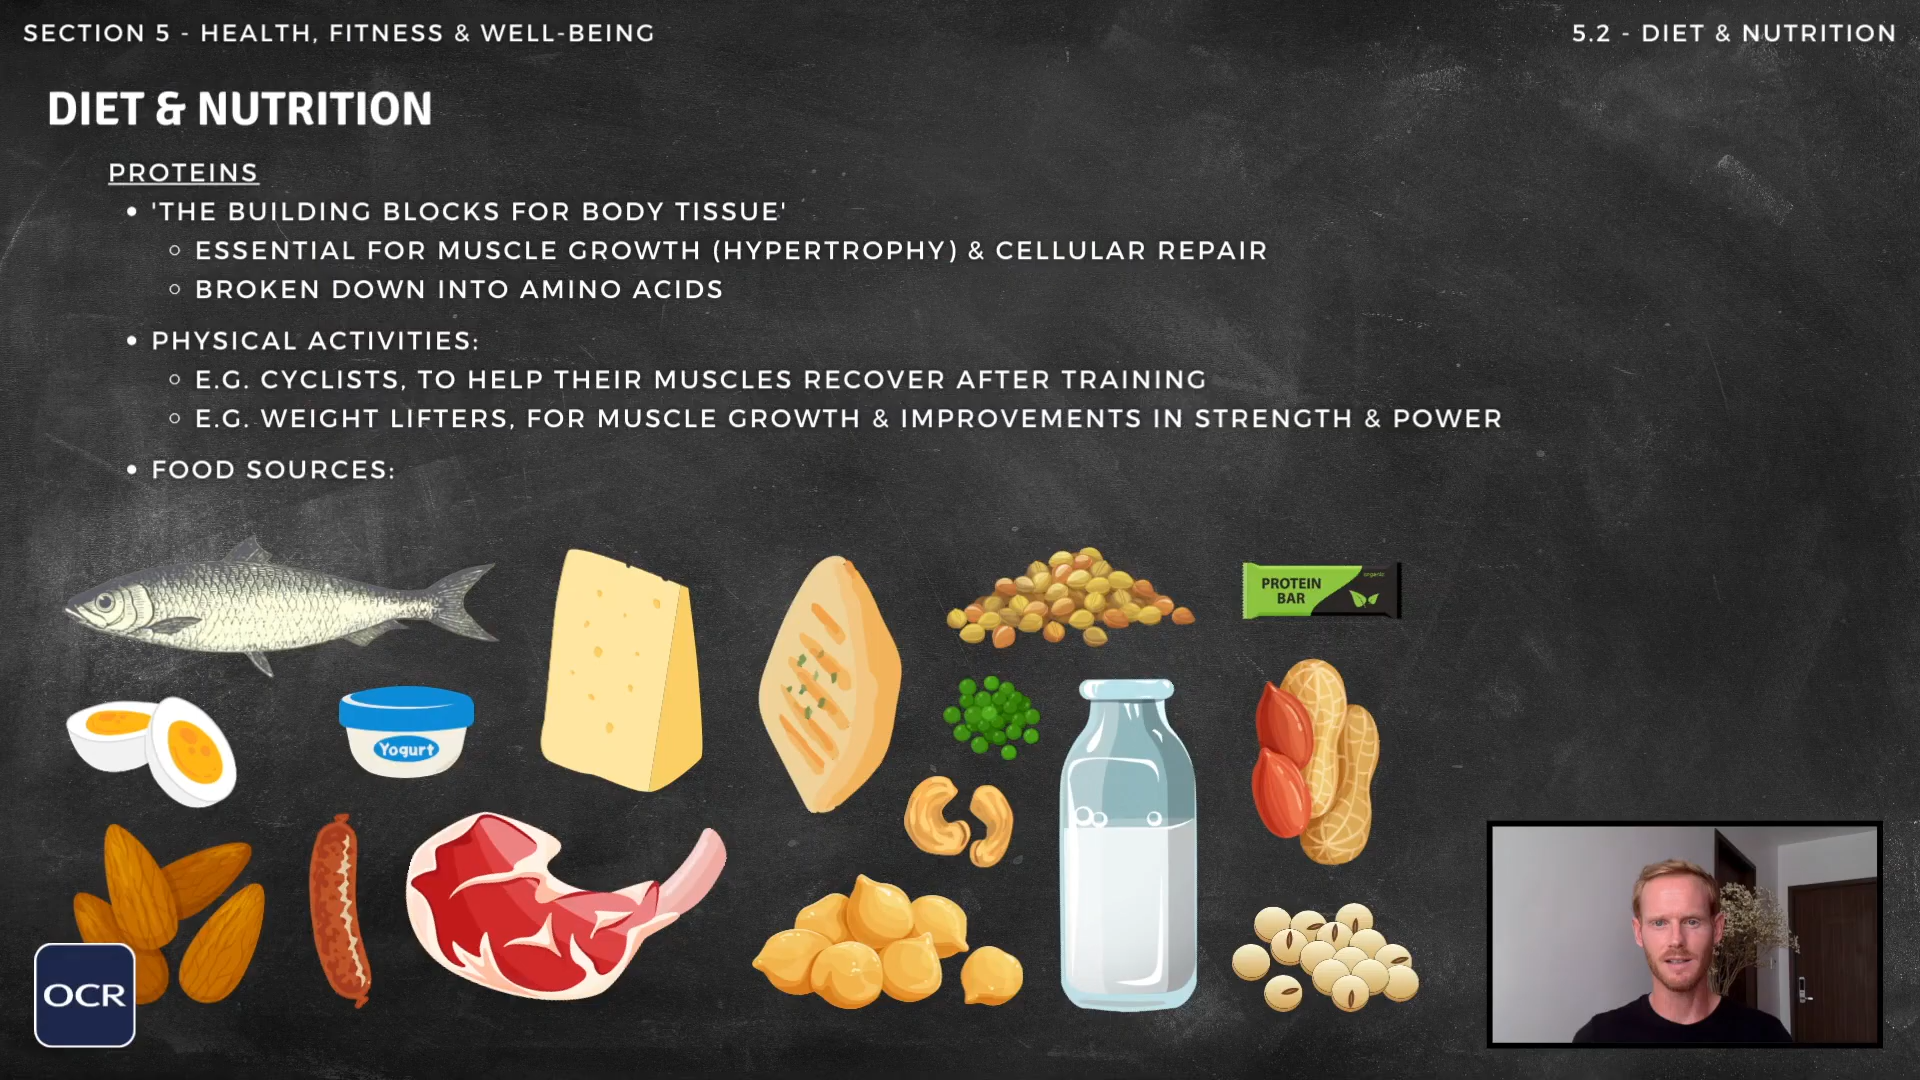 SECTION 5 - HEALTH, FITNESS & WELL-BEING
5.2 - DIET & NUTRITION
DIET & NUTRITION
PROTEINS
• 'THE BUILDING BLOCKS FOR BODY TISSUE'
○ ESSENTIAL FOR MUSCLE GROWTH (HYPERTROPHY) & CELLULAR REPAIR
○ BROKEN DOWN INTO AMINO ACIDS
• PHYSICAL ACTIVITIES:
○ E.G. CYCLISTS, TO HELP THEIR MUSCLES RECOVER AFTER TRAINING
○ E.G. WEIGHT LIFTERS, FOR MUSCLE GROWTH & IMPROVEMENTS IN STRENGTH & POWER
• FOOD SOURCES:
organic
PROTEIN
BAR
Yogurt
OCR